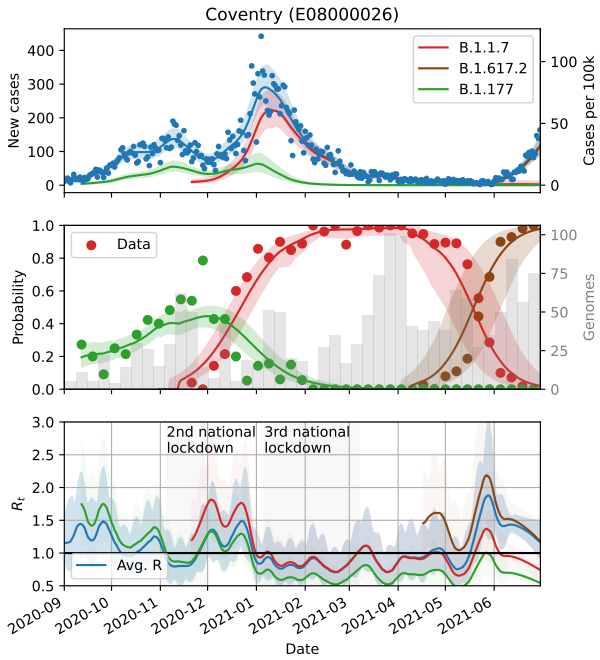 Coventry (E08000026)
New cases
400
300
200
100
0
B.1.1.7
B.1.617.2
B.1.177
100
50
0
Cases per 100k
Probability
1.0
0.8
0.6
0.4
0.2
0.0
Data
100
75
50
25
0
Genomes
R_t
3.0
2.5
2.0
1.5
1.0
0.5
2nd national
lockdown
3rd national
lockdown
Avg. R
2020-09
2020-10
2020-11
2020-12
2021-01
2021-02
2021-03
2021-04
2021-05
2021-06
Date